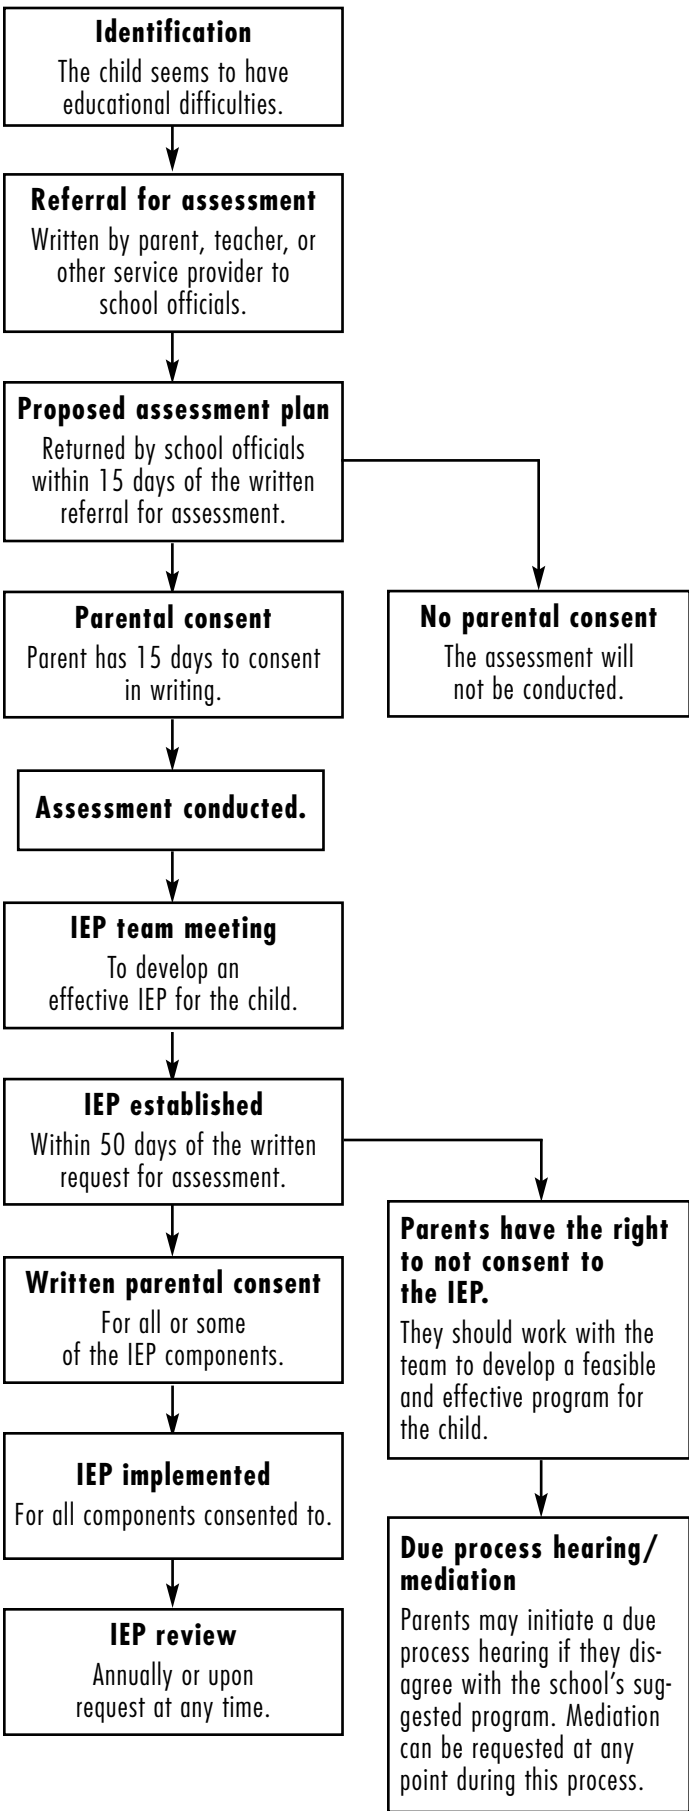 Identification
The child seems to have
educational difficulties.
Referral for assessment
Written by parent, teacher, or
other service provider to
school officials.
Proposed assessment plan
Returned by school officials
within 15 days of the written
referral for assessment.
Parental consent
Parent has 15 days to consent
in writing.
No parental consent
The assessment will
not be conducted.
Assessment conducted.
IEP team meeting
To develop an
effective IEP for the child.
IEP established
Within 50 days of the written
request for assessment.
Written parental consent
For all or some
of the IEP components.
IEP implemented
For all components consented to.
IEP review
Annually or upon
request at any time.
Parents have the right
to not consent to
the IEP.
They should work with the
team to develop a feasible
and effective program for
the child.
Due process hearing/
mediation
Parents may initiate a due
process hearing if they dis-
agree with the school's sug-
gested program. Mediation
can be requested at any
point during this process.